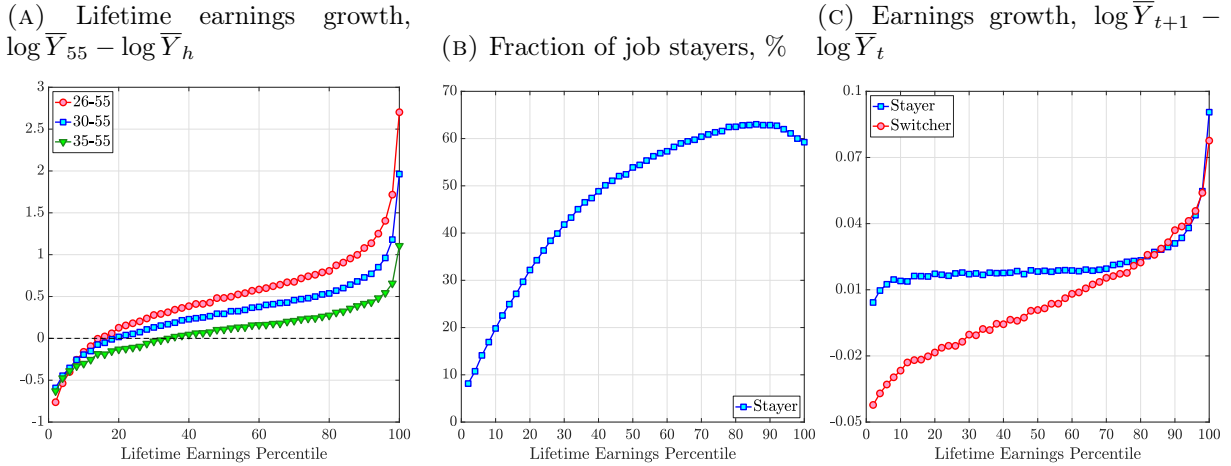 (A) Lifetime earnings growth,
log Y̅₅₅ − log Y̅ₕ
3
2.5
2
1.5
1
0.5
0
-0.5
-1
26-55
30-55
35-55
0 20 40 60 80 100
Lifetime Earnings Percentile
(B) Fraction of job stayers, %
70
60
50
40
30
20
10
0
Stayer
0 10 20 30 40 50 60 70 80 90 100
Lifetime Earnings Percentile
(C) Earnings growth, log Y̅ₜ₊₁ −
log Y̅ₜ
0.1
0.07
0.04
0.01
-0.02
-0.05
Stayer
Switcher
0 10 20 30 40 50 60 70 80 90 100
Lifetime Earnings Percentile